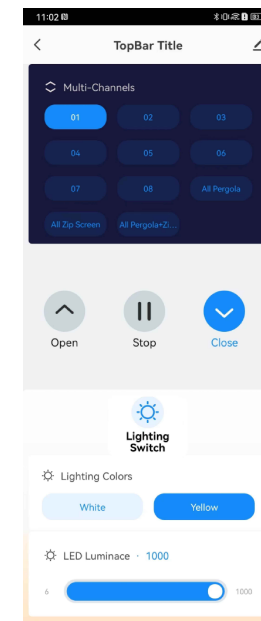 11:02
TopBar Title
Multi-Channels
01 02 03
04 05 06
07 08 All Pergola
All Zip Screen All Pergola+Zi...
Open Stop Close
Lighting
Switch
Lighting Colors
White Yellow
LED Luminace · 1000
6 1000